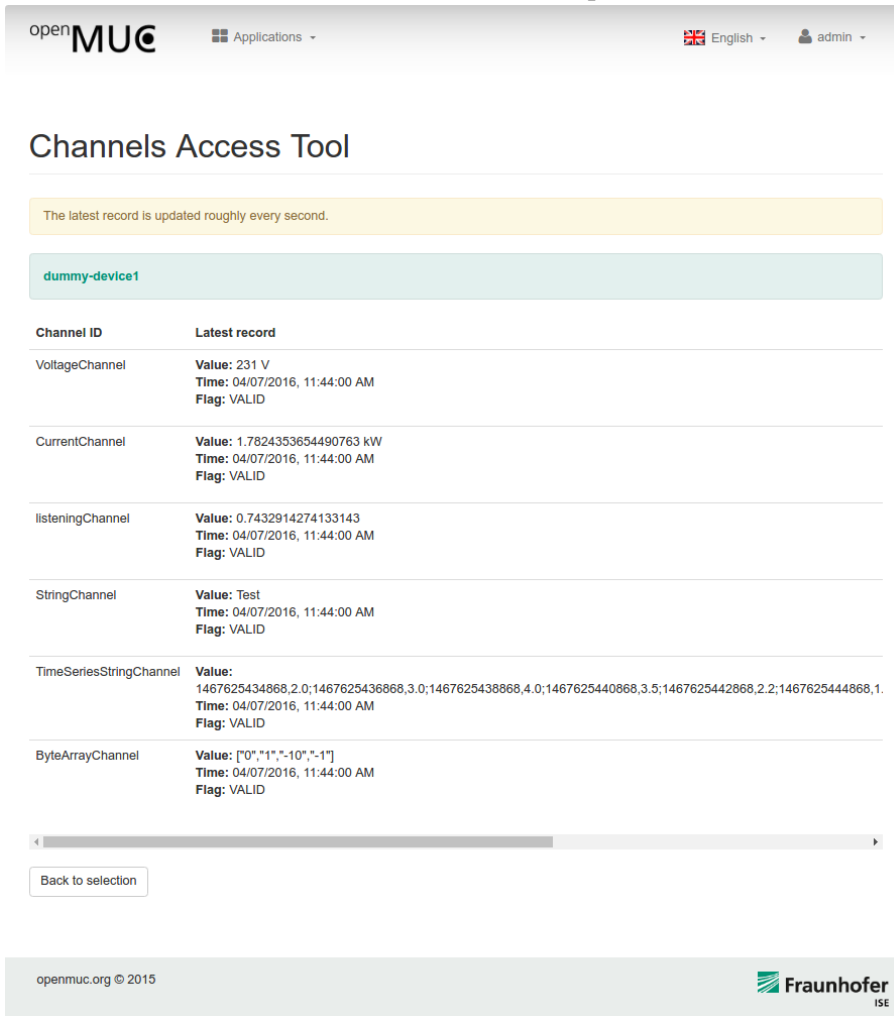 openMUC Applications English admin
Channels Access Tool
The latest record is updated roughly every second.
dummy-device1
Channel ID Latest record
VoltageChannel Value: 231 V
Time: 04/07/2016, 11:44:00 AM
Flag: VALID
CurrentChannel Value: 1.7824353654490763 kW
Time: 04/07/2016, 11:44:00 AM
Flag: VALID
listeningChannel Value: 0.7432914274133143
Time: 04/07/2016, 11:44:00 AM
Flag: VALID
StringChannel Value: Test
Time: 04/07/2016, 11:44:00 AM
Flag: VALID
TimeSeriesStringChannel Value:
1467625434868,2.0;1467625436868,3.0;1467625438868,4.0;1467625440868,3.5;1467625442868,2.2;1467625444868,1.
Time: 04/07/2016, 11:44:00 AM
Flag: VALID
ByteArrayChannel Value: ["0","1","-10","-1"]
Time: 04/07/2016, 11:44:00 AM
Flag: VALID
Back to selection
openmuc.org © 2015 Fraunhofer
ISE